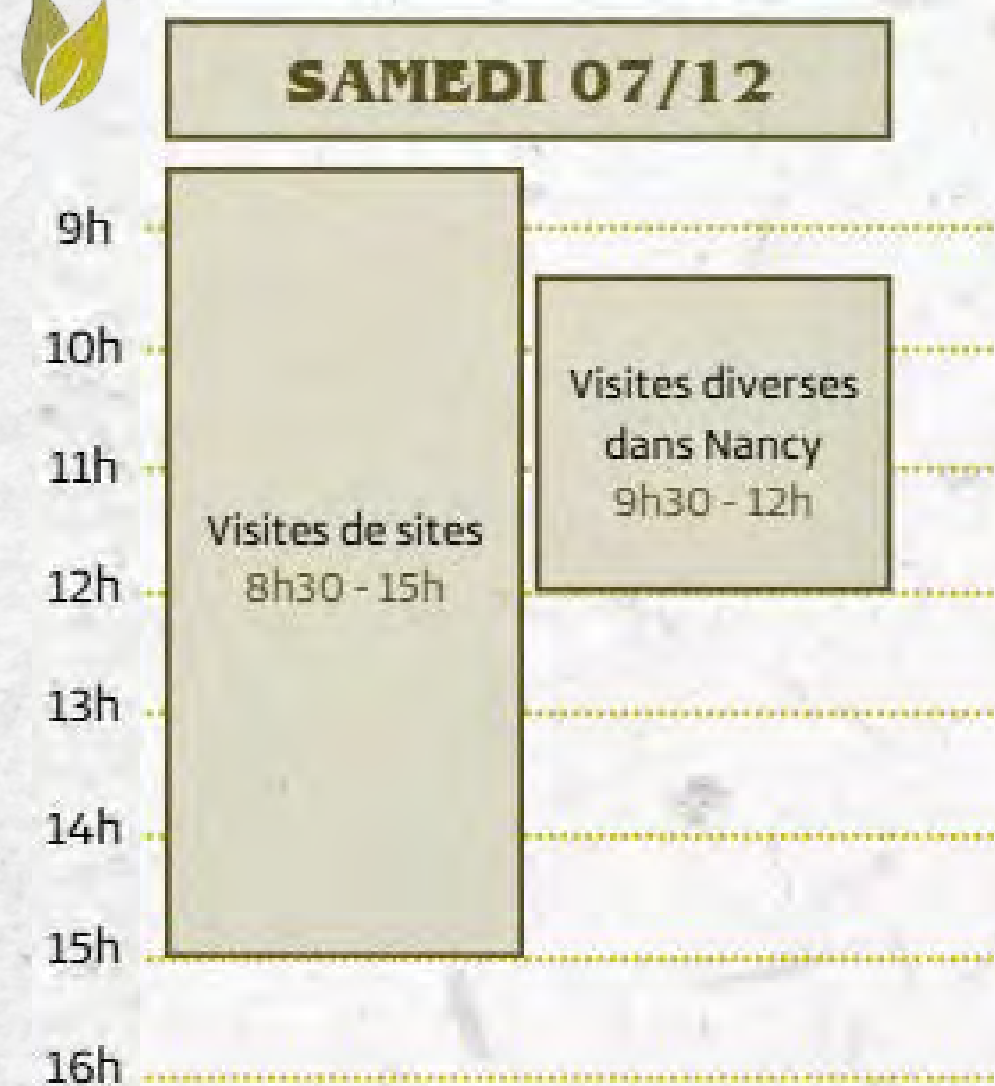 SAMEDI 07/12
9h
10h
11h
12h
13h
14h
15h
16h
Visites de sites
8h30 - 15h
Visites diverses
dans Nancy
9h30 - 12h